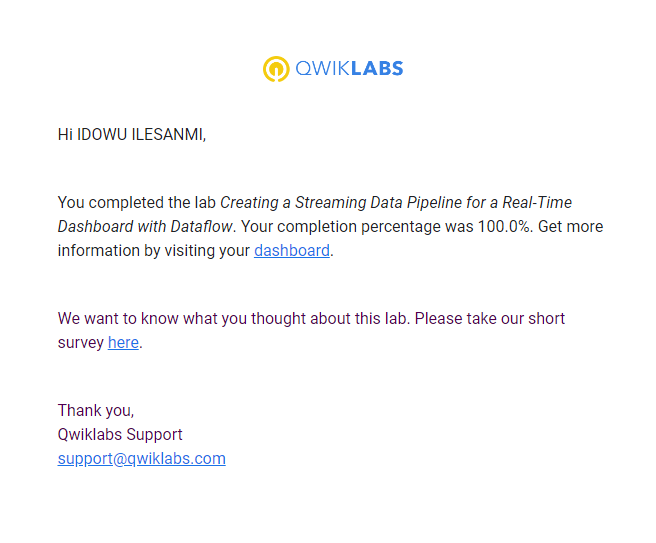 QWIKLABS
Hi IDOWU ILESANMI,
You completed the lab Creating a Streaming Data Pipeline for a Real-Time
Dashboard with Dataflow. Your completion percentage was 100.0%. Get more
information by visiting your dashboard.
We want to know what you thought about this lab. Please take our short
survey here.
Thank you,
Qwiklabs Support
support@qwiklabs.com